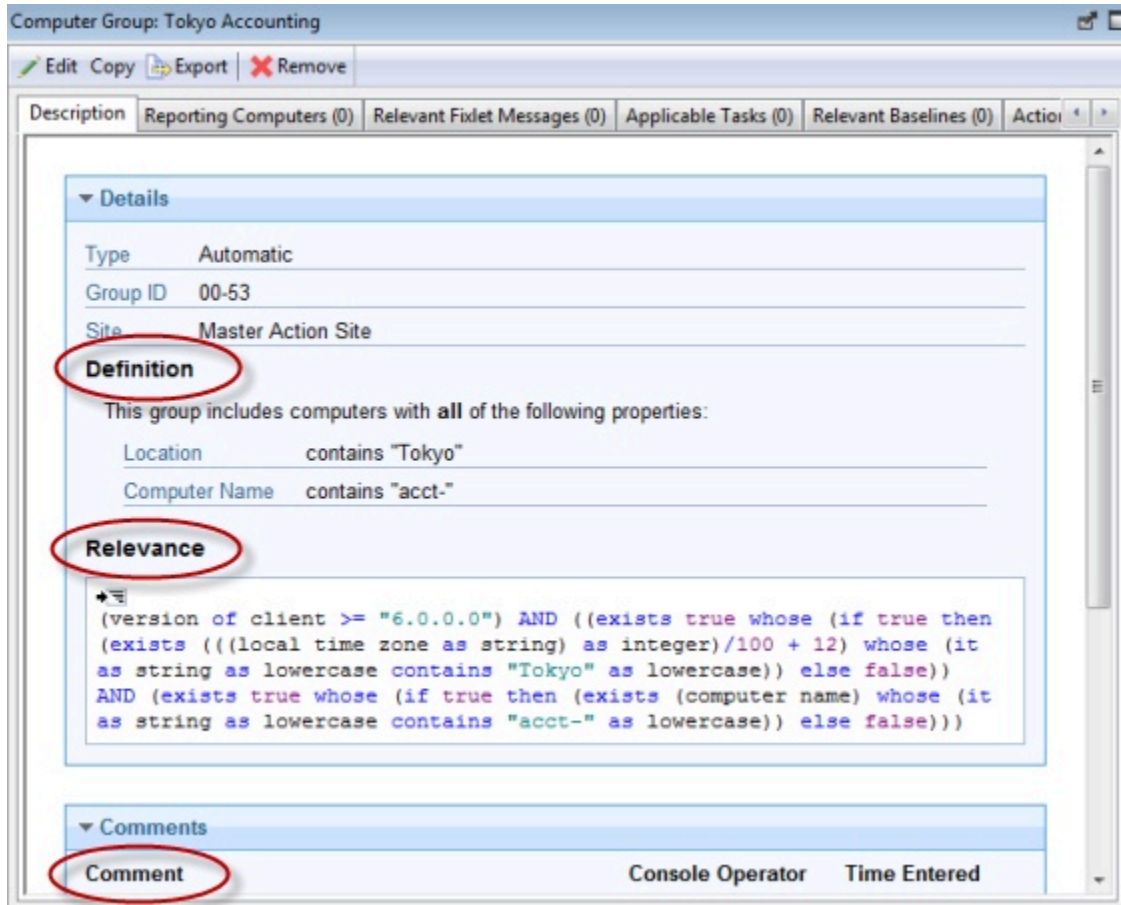 Computer Group: Tokyo Accounting
Edit Copy Export Remove
Description Reporting Computers (0) Relevant Fixlet Messages (0) Applicable Tasks (0) Relevant Baselines (0) Action
Details
Type Automatic
Group ID 00-53
Site Master Action Site
Definition
This group includes computers with all of the following properties:
Location contains "Tokyo"
Computer Name contains "acct-"
Relevance
(version of client >= "6.0.0.0") AND ((exists true whose (if true then
(exists (((local time zone as string) as integer)/100 + 12) whose (it
as string as lowercase contains "Tokyo" as lowercase)) else false))
AND (exists true whose (if true then (exists (computer name) whose (it
as string as lowercase contains "acct-" as lowercase)) else false)))
Comments
Comment Console Operator Time Entered